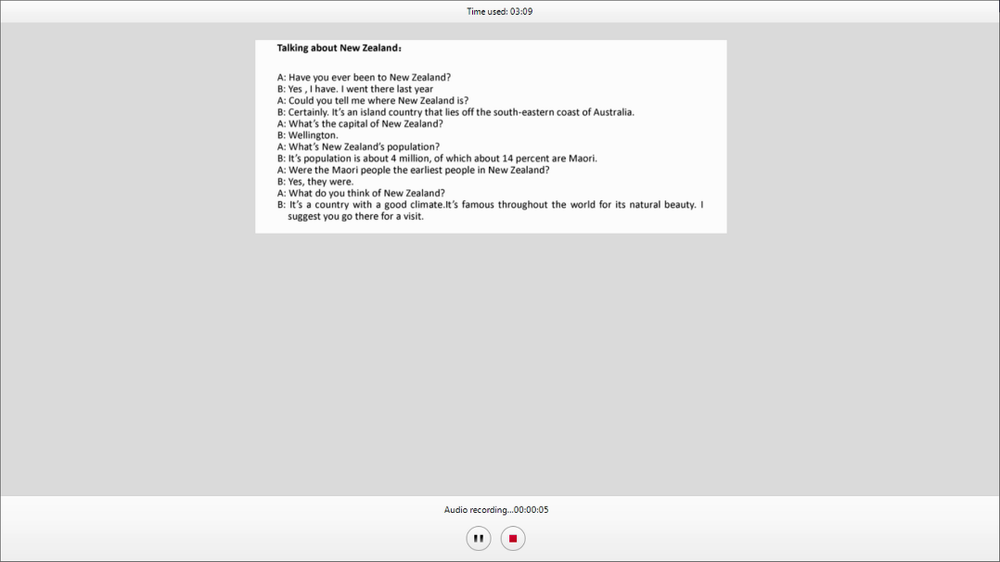 Time used: 03:09
Talking about New Zealand：
A: Have you ever been to New Zealand?
B: Yes , I have. I went there last year
A: Could you tell me where New Zealand is?
B: Certainly. It's an island country that lies off the south-eastern coast of Australia.
A: What's the capital of New Zealand?
B: Wellington.
A: What's New Zealand's population?
B: It's population is about 4 million, of which about 14 percent are Maori.
A: Were the Maori people the earliest people in New Zealand?
B: Yes, they were.
A: What do you think of New Zealand?
B: It's a country with a good climate.It's famous throughout the world for its natural beauty. I
suggest you go there for a visit.
Audio recording...00:00:05